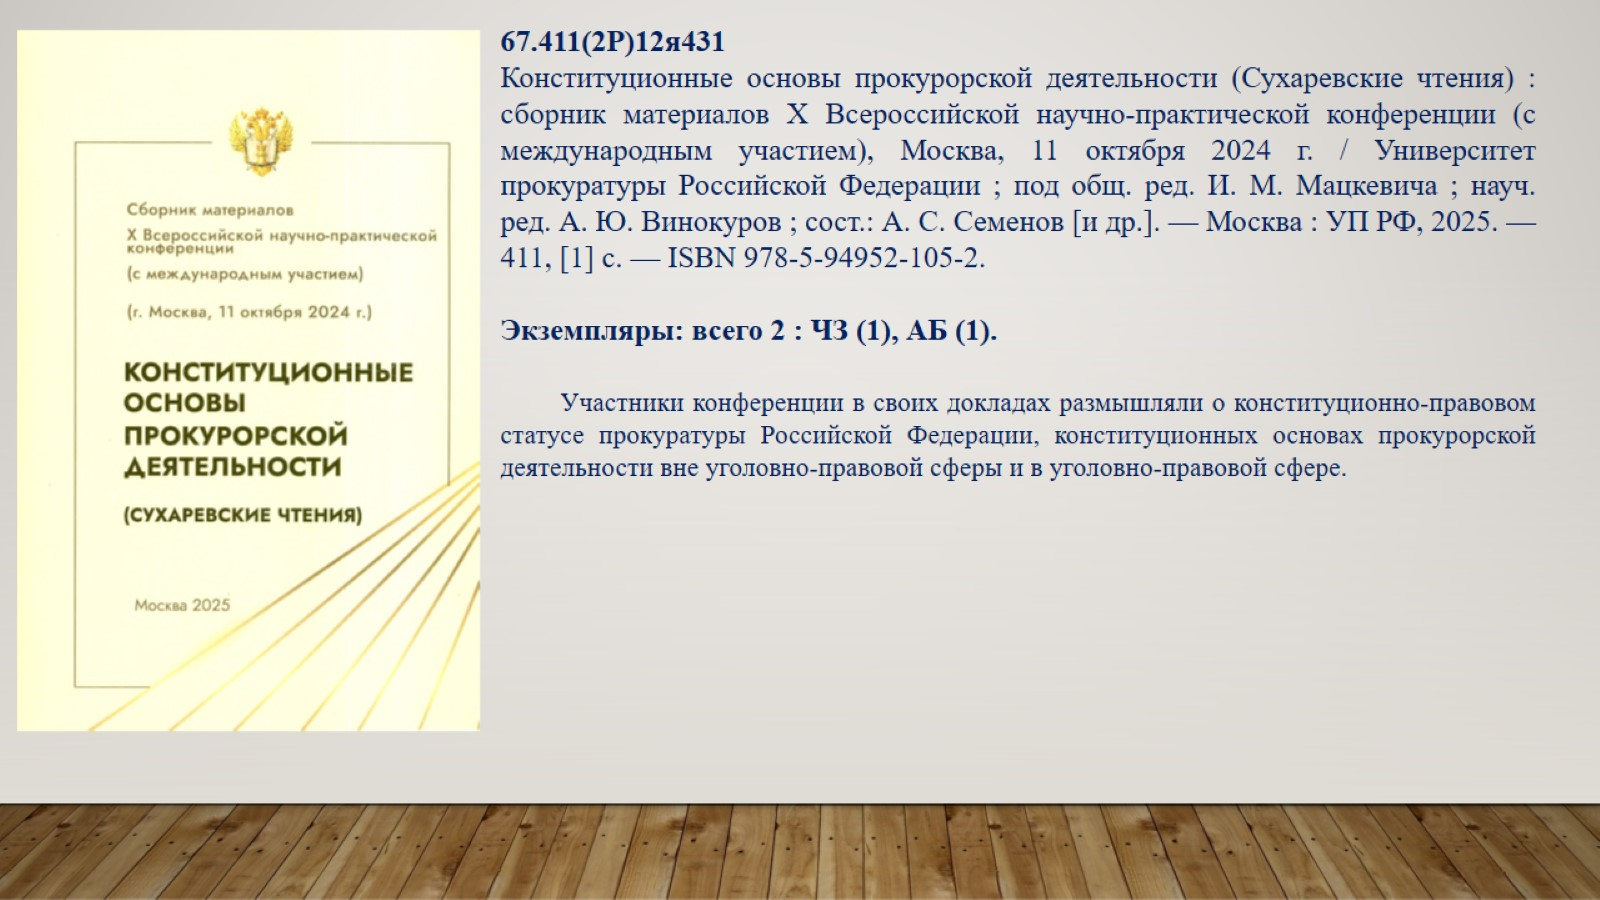 Сборник материалов
X Всероссийской научно-практической
конференции
(с международным участием)
(г. Москва, 11 октября 2024 г.)
КОНСТИТУЦИОННЫЕ
ОСНОВЫ
ПРОКУРОРСКОЙ
ДЕЯТЕЛЬНОСТИ
(СУХАРЕВСКИЕ ЧТЕНИЯ)
Москва 2025
67.411(2Р)12я431
Конституционные основы прокурорской деятельности (Сухаревские чтения) :
сборник материалов X Всероссийской научно-практической конференции (с
международным участием), Москва, 11 октября 2024 г. / Университет
прокуратуры Российской Федерации ; под общ. ред. И. М. Мацкевича ; науч.
ред. А. Ю. Винокуров ; сост.: А. С. Семенов [и др.]. — Москва : УП РФ, 2025. —
411, [1] с. — ISBN 978-5-94952-105-2.
Экземпляры: всего 2 : ЧЗ (1), АБ (1).
Участники конференции в своих докладах размышляли о конституционно-правовом
статусе прокуратуры Российской Федерации, конституционных основах прокурорской
деятельности вне уголовно-правовой сферы и в уголовно-правовой сфере.